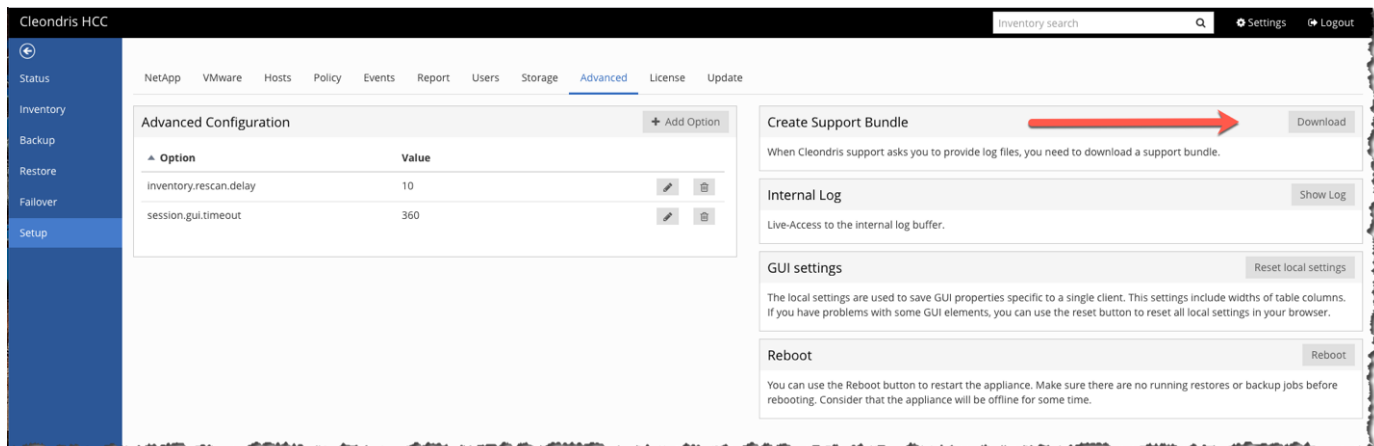 Cleondris HCC
Inventory search
Settings
Logout
Status
Inventory
Backup
Restore
Failover
Setup
NetApp VMware Hosts Policy Events Report Users Storage Advanced License Update
Advanced Configuration
+ Add Option
Option Value
inventory.rescan.delay 10
session.gui.timeout 360
Create Support Bundle
Download
When Cleondris support asks you to provide log files, you need to download a support bundle.
Internal Log
Show Log
Live-Access to the internal log buffer.
GUI settings
Reset local settings
The local settings are used to save GUI properties specific to a single client. This settings include widths of table columns.
If you have problems with some GUI elements, you can use the reset button to reset all local settings in your browser.
Reboot
Reboot
You can use the Reboot button to restart the appliance. Make sure there are no running restores or backup jobs before
rebooting. Consider that the appliance will be offline for some time.